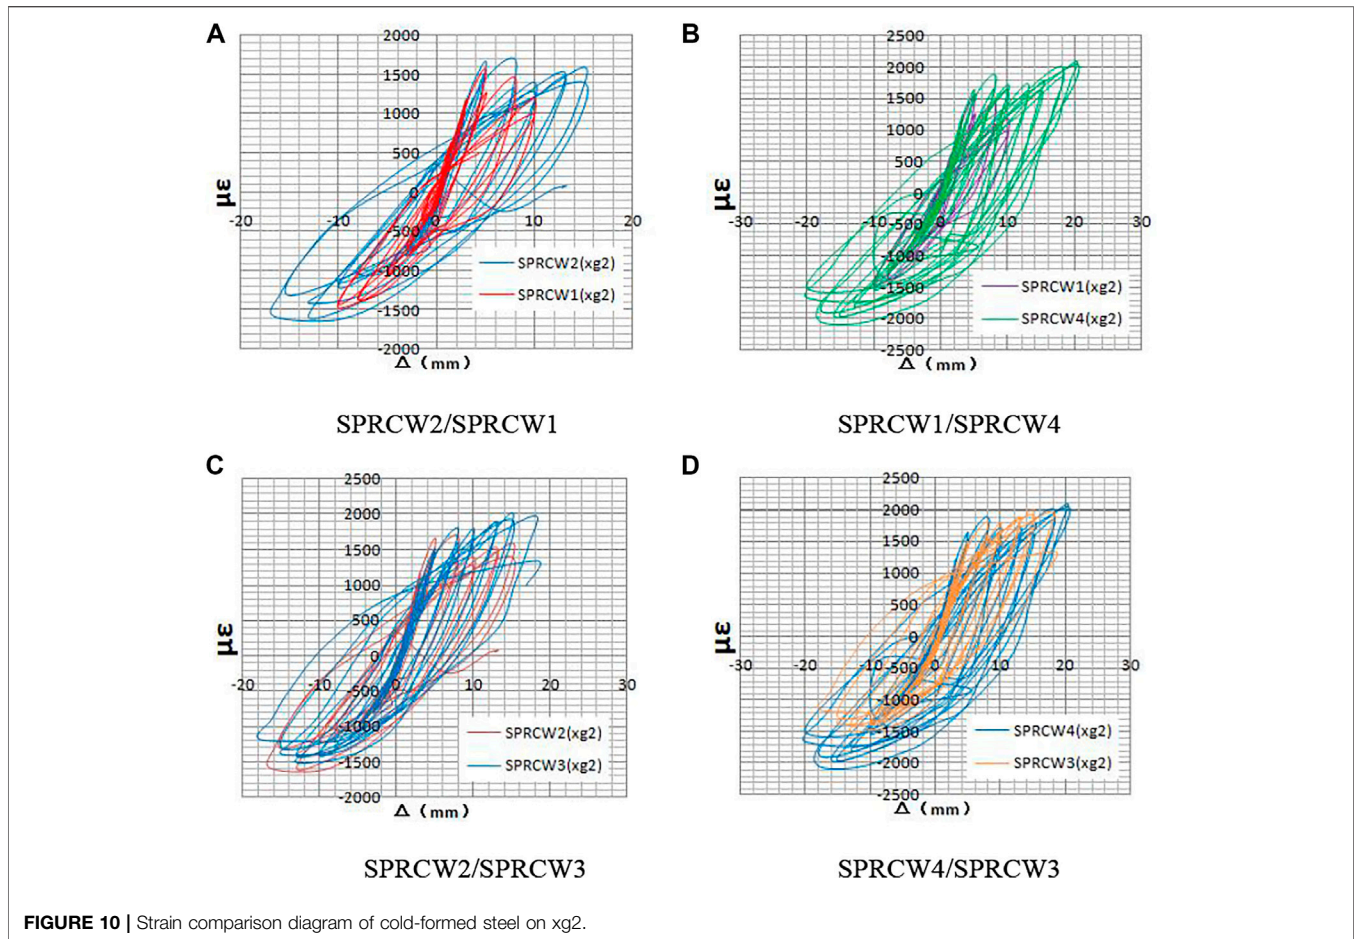 A
2000
1500
1000
500
0
-500
-1000
-1500
-2000
-20 -10 0 10 20
με
SPRCW2(xg2)
SPRCW1(xg2)
Δ (mm)
SPRCW2/SPRCW1
B
2500
2000
1500
1000
500
0
-500
-1000
-1500
-2000
-2500
-30 -20 -10 0 10 20 30
με
SPRCW1(xg2)
SPRCW4(xg2)
Δ (mm)
SPRCW1/SPRCW4
C
2500
2000
1500
1000
500
0
-500
-1000
-1500
-2000
-20 -10 0 10 20 30
με
SPRCW2(xg2)
SPRCW3(xg2)
Δ (mm)
SPRCW2/SPRCW3
D
2500
2000
1500
1000
500
0
-500
-1000
-1500
-2000
-2500
-30 -20 -10 0 10 20 30
με
SPRCW4(xg2)
SPRCW3(xg2)
Δ (mm)
SPRCW4/SPRCW3
FIGURE 10 | Strain comparison diagram of cold-formed steel on xg2.